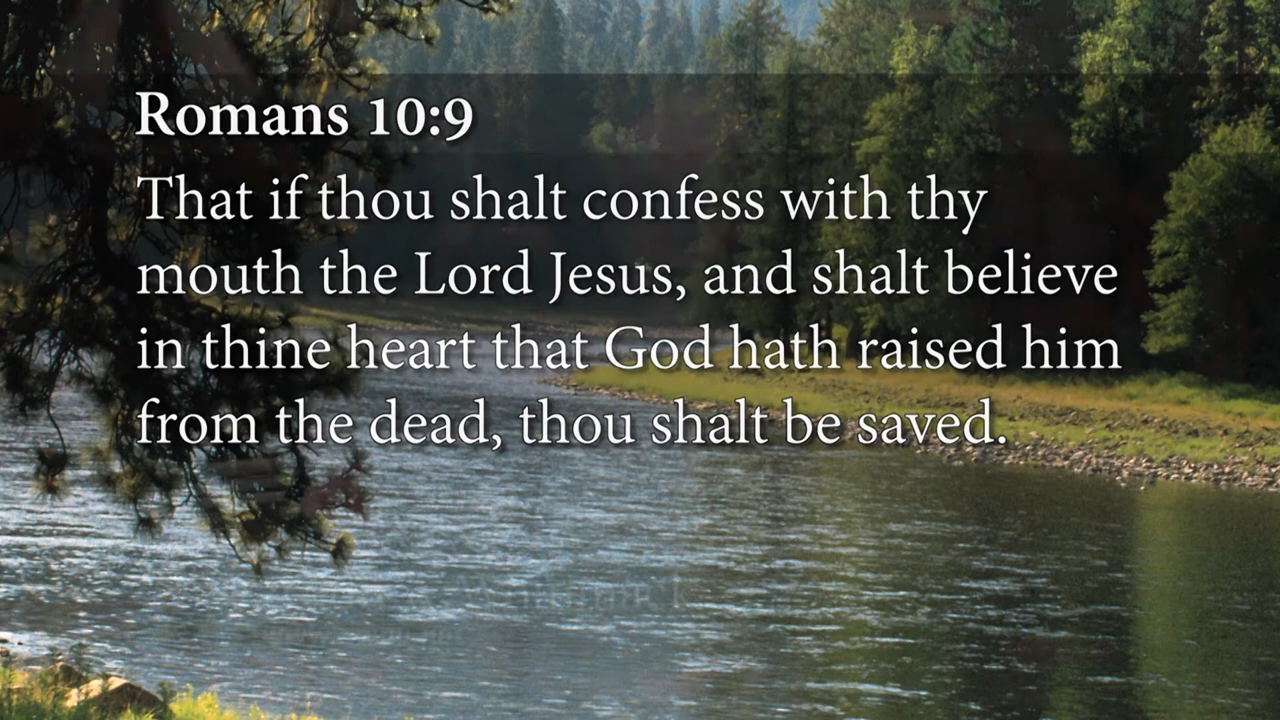 Romans 10:9
That if thou shalt confess with thy
mouth the Lord Jesus, and shalt believe
in thine heart that God hath raised him
from the dead, thou shalt be saved.